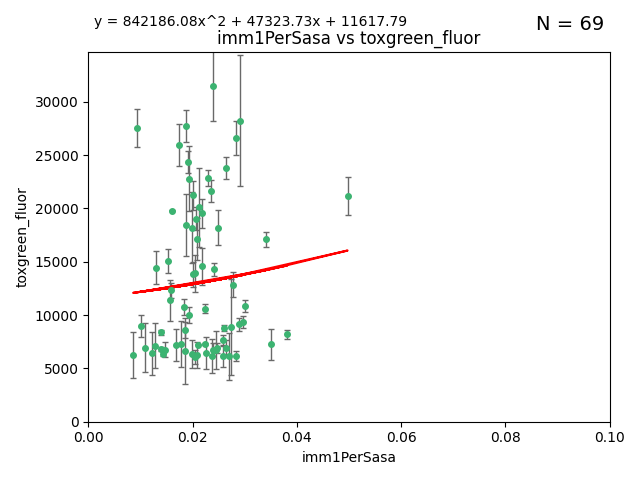 y = 842186.08x^2 + 47323.73x + 11617.79
N = 69
imm1PerSasa vs toxgreen_fluor
30000
25000
20000
15000
10000
5000
0
toxgreen_fluor
0.00 0.02 0.04 0.06 0.08 0.10
imm1PerSasa